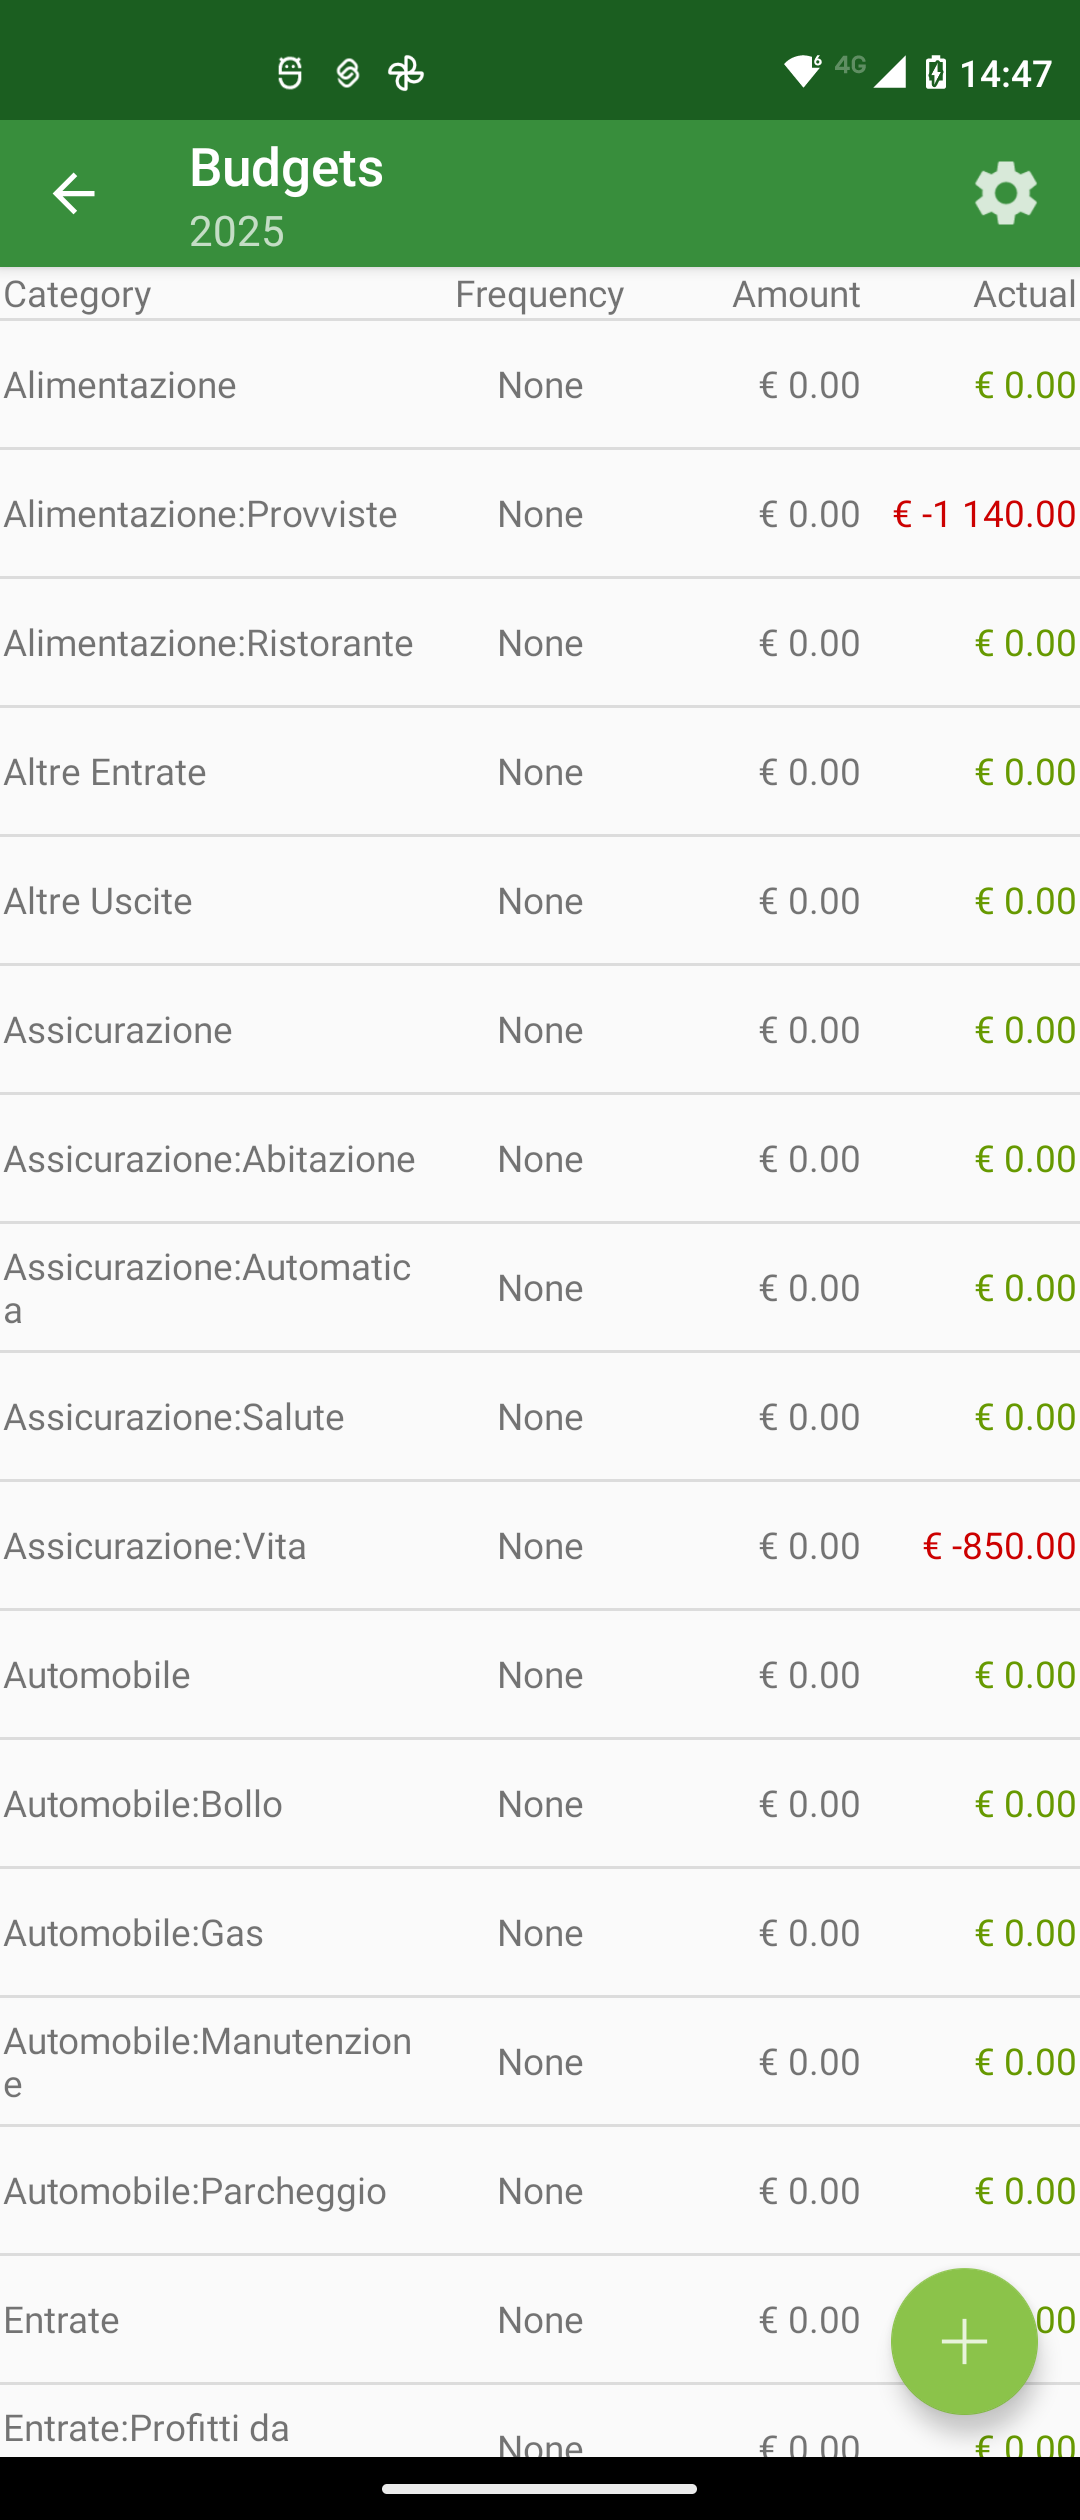 4G 14:47
Budgets
2025
Category Frequency Amount Actual
Alimentazione None € 0.00 € 0.00
Alimentazione:Provviste None € 0.00 € -1 140.00
Alimentazione:Ristorante None € 0.00 € 0.00
Altre Entrate None € 0.00 € 0.00
Altre Uscite None € 0.00 € 0.00
Assicurazione None € 0.00 € 0.00
Assicurazione:Abitazione None € 0.00 € 0.00
Assicurazione:Automatic
a None € 0.00 € 0.00
Assicurazione:Salute None € 0.00 € 0.00
Assicurazione:Vita None € 0.00 € -850.00
Automobile None € 0.00 € 0.00
Automobile:Bollo None € 0.00 € 0.00
Automobile:Gas None € 0.00 € 0.00
Automobile:Manutenzion
e None € 0.00 € 0.00
Automobile:Parcheggio None € 0.00 € 0.00
Entrate None € 0.00 00
Entrate:Profitti da None € 0.00 € 0.00